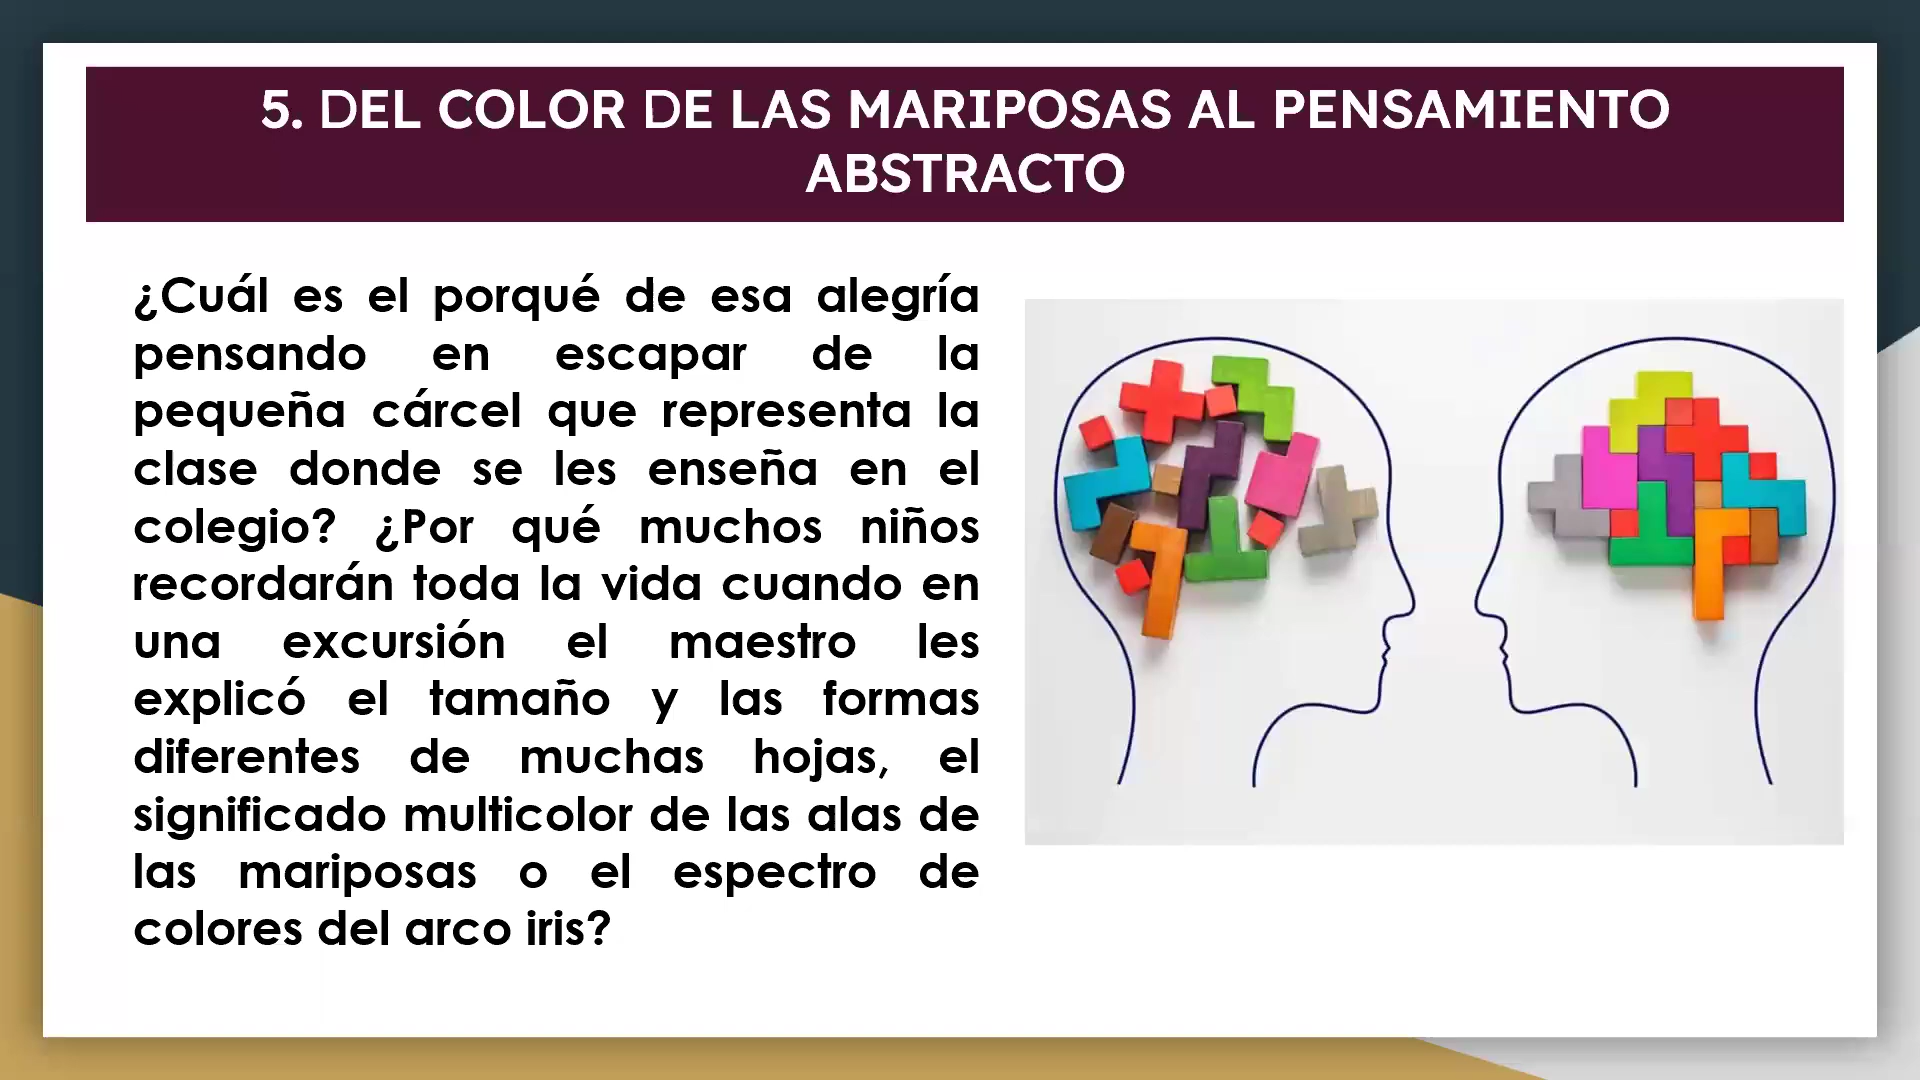 5. DEL COLOR DE LAS MARIPOSAS AL PENSAMIENTO
ABSTRACTO
¿Cuál es el porqué de esa alegría
pensando en escapar de la
pequeña cárcel que representa la
clase donde se les enseña en el
colegio? ¿Por qué muchos niños
recordarán toda la vida cuando en
una excursión el maestro les
explicó el tamaño y las formas
diferentes de muchas hojas, el
significado multicolor de las alas de
las mariposas o el espectro de
colores del arco iris?